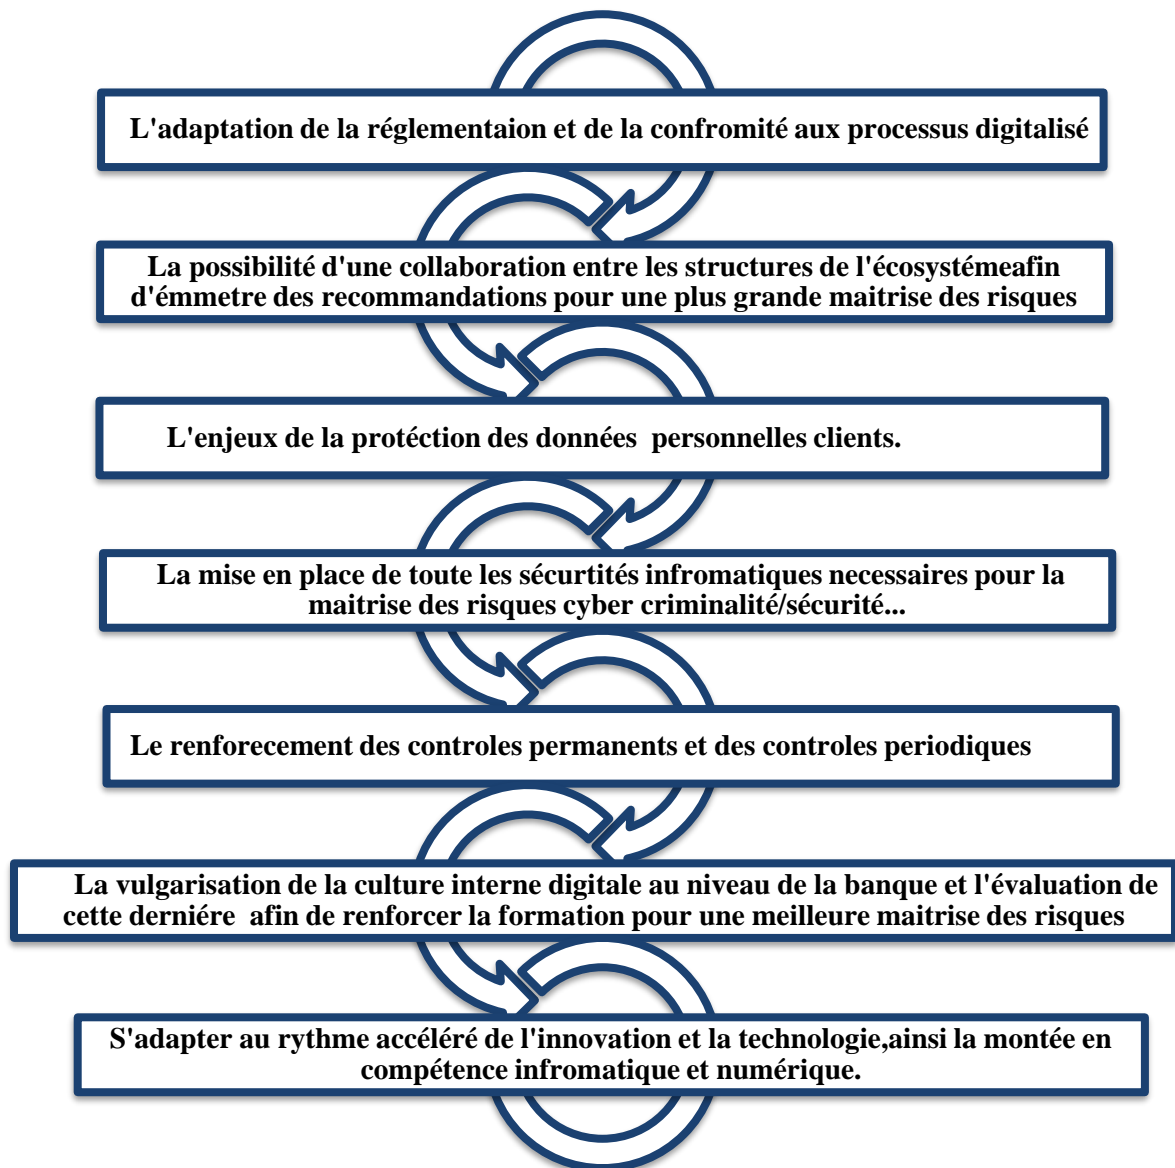 L'adaptation de la réglementaion et de la confromité aux processus digitalisé
La possibilité d'une collaboration entre les structures de l'écosystémeafin
d'émmetre des recommandations pour une plus grande maitrise des risques
L'enjeux de la protéction des données  personnelles clients.
La mise en place de toute les sécurtités infromatiques necessaires pour la
maitrise des risques cyber criminalité/sécurité...
Le renforecement des controles permanents et des controles periodiques
La vulgarisation de la culture interne digitale au niveau de la banque et l'évaluation de
cette derniére  afin de renforcer la formation pour une meilleure maitrise des risques
S'adapter au rythme accéléré de l'innovation et la technologie,ainsi la montée en
compétence infromatique et numérique.